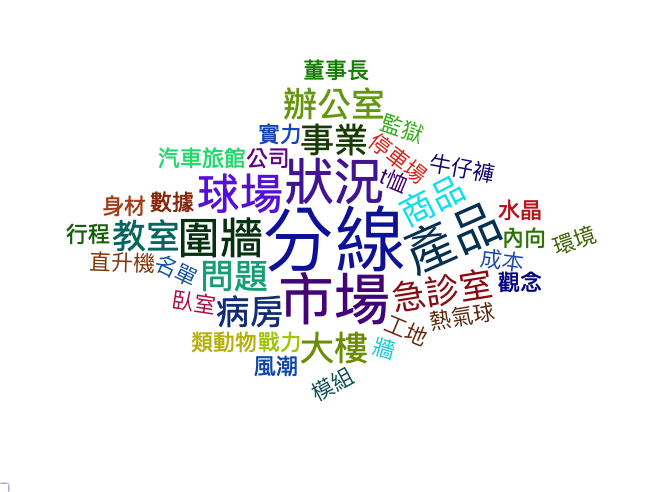 董事長
辦公室
監獄
實力
事業
停車場
汽車旅館
公司
牛仔褲
狀況
t恤
球場
商品
身材
數據
水晶
行程
教室
圍牆
分線
產品
內向
環境
直升機
名單
問題
成本
觀念
臥室
病房
市場
急診室
熱氣球
工地
類動物
戰力
大樓
牆
風潮
模組